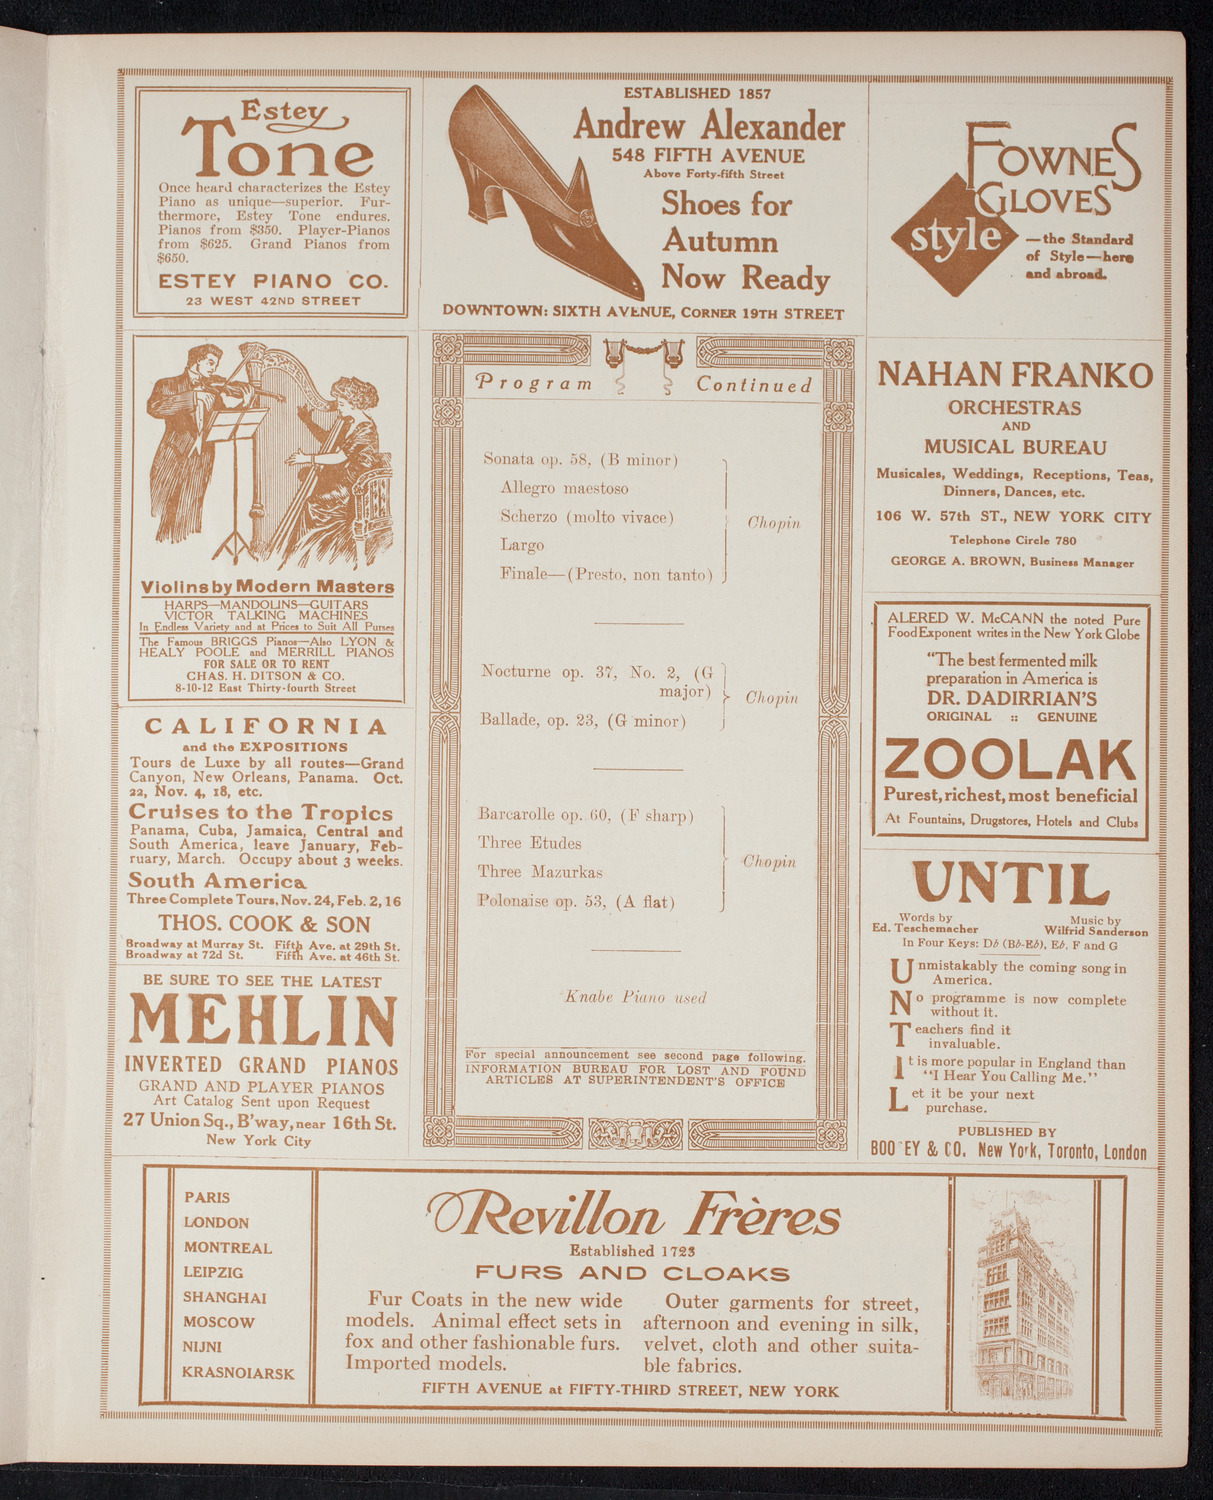 Estey
Tone
Once heard characterizes the Estey
Piano as unique—superior. Fur-
thermore, Estey Tone endures.
Pianos from $350. Player-Pianos
from $625. Grand Pianos from
$650.
ESTEY PIANO CO.
23 WEST 42ND STREET
ESTABLISHED 1857
Andrew Alexander
548 FIFTH AVENUE
Above Forty-fifth Street
Shoes for
Autumn
Now Ready
DOWNTOWN: SIXTH AVENUE, CORNER 19TH STREET
FOWNES
GLOVES
style
—the Standard
of Style—here
and abroad.
Violins by Modern Masters
HARPS—MANDOLINS—GUITARS
VICTOR TALKING MACHINES
In Endless Variety and at Prices to Suit All Purses
The Famous BRIGGS Pianos—Also LYON &
HEALY POOLE and MERRILL PIANOS
FOR SALE OR TO RENT
CHAS. H. DITSON & CO.
8-10-12 East Thirty-fourth Street
CALIFORNIA
and the EXPOSITIONS
Tours de Luxe by all routes—Grand
Canyon, New Orleans, Panama. Oct.
22, Nov. 4, 18, etc.
Cruises to the Tropics
Panama, Cuba, Jamaica, Central and
South America, leave January, Feb-
ruary, March. Occupy about 3 weeks.
South America
Three Complete Tours, Nov. 24, Feb. 2, 16
THOS. COOK & SON
Broadway at Murray St. Fifth Ave. at 29th St.
Broadway at 72d St. Fifth Ave. at 46th St.
BE SURE TO SEE THE LATEST
MEHLIN
INVERTED GRAND PIANOS
GRAND AND PLAYER PIANOS
Art Catalog Sent upon Request
27 Union Sq., B'way, near 16th St.
New York City
Program Continued
Sonata op. 58, (B minor)
Allegro maestoso
Scherzo (molto vivace)
Largo
Finale—(Presto, non tanto)
Chopin
Nocturne op. 37, No. 2, (G
major)
Ballade, op. 23, (G minor)
Chopin
Barcarolle op. 60, (F sharp)
Three Etudes
Three Mazurkas
Polonaise op. 53, (A flat)
Chopin
Knabe Piano used
For special announcement see second page following.
INFORMATION BUREAU FOR LOST AND FOUND
ARTICLES AT SUPERINTENDENT'S OFFICE
NAHAN FRANKO
ORCHESTRAS
AND
MUSICAL BUREAU
Musicales, Weddings, Receptions, Teas,
Dinners, Dances, etc.
106 W. 57th ST., NEW YORK CITY
Telephone Circle 780
GEORGE A. BROWN, Business Manager
ALERED W. McCANN the noted Pure
Food Exponent writes in the New York Globe
"The best fermented milk
preparation in America is
DR. DADIRRIAN'S
ORIGINAL :: GENUINE
ZOOLAK
Purest, richest, most beneficial
At Fountains, Drugstores, Hotels and Clubs
UNTIL
Words by
Ed. Teschemacher
Music by
Wilfrid Sanderson
In Four Keys: D♭ (B♭-E♭), E♭, F and G
Unmistakably the coming song in
America.
No programme is now complete
without it.
Teachers find it
invaluable.
It is more popular in England than
"I Hear You Calling Me."
Let it be your next
purchase.
PUBLISHED BY
BOO EY & CO. New York, Toronto, London
PARIS
LONDON
MONTREAL
LEIPZIG
SHANGHAI
MOSCOW
NIJNI
KRASNOIARSK
Revillon Frères
Established 1723
FURS AND CLOAKS
Fur Coats in the new wide
models. Animal effect sets in
fox and other fashionable furs.
Imported models.
Outer garments for street,
afternoon and evening in silk,
velvet, cloth and other suita-
ble fabrics.
FIFTH AVENUE at FIFTY-THIRD STREET, NEW YORK